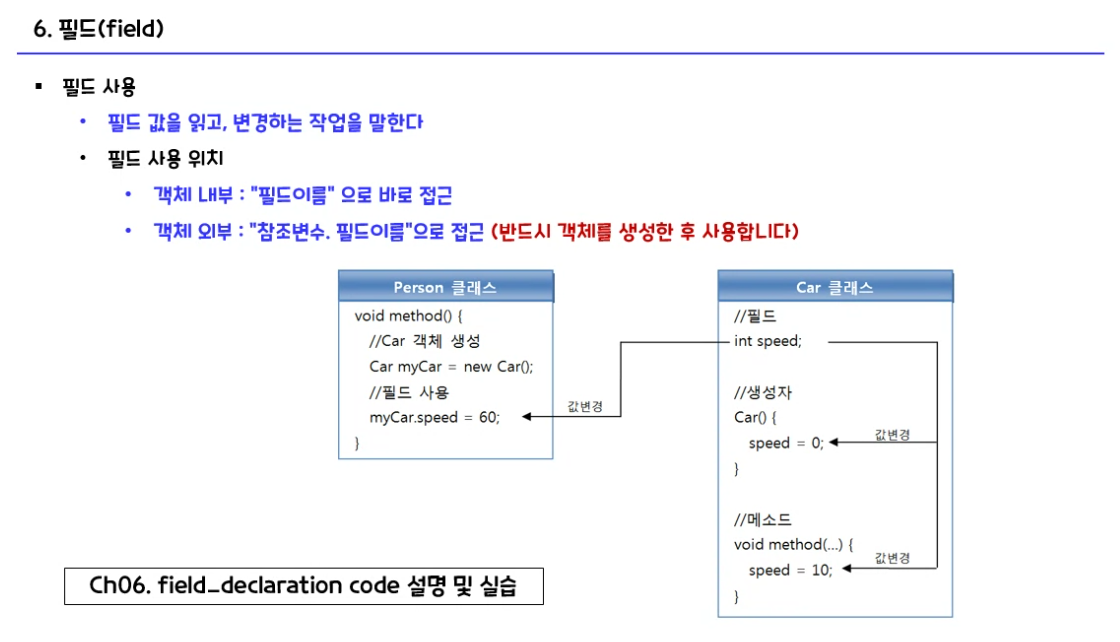 6. 필드(field)
▪ 필드 사용
• 필드 값을 읽고, 변경하는 작업을 말한다
• 필드 사용 위치
• 객체 내부 : "필드이름" 으로 바로 접근
• 객체 외부 : "참조변수. 필드이름"으로 접근 (반드시 객체를 생성한 후 사용합니다)
Person 클래스
void method() {
//Car 객체 생성
Car myCar = new Car();
//필드 사용
myCar.speed = 60;
}
값변경
Car 클래스
//필드
int speed;
//생성자
Car() {
speed = 0;
값변경
}
//메소드
void method(...) {
speed = 10;
값변경
}
Ch06. field_declaration code 설명 및 실습